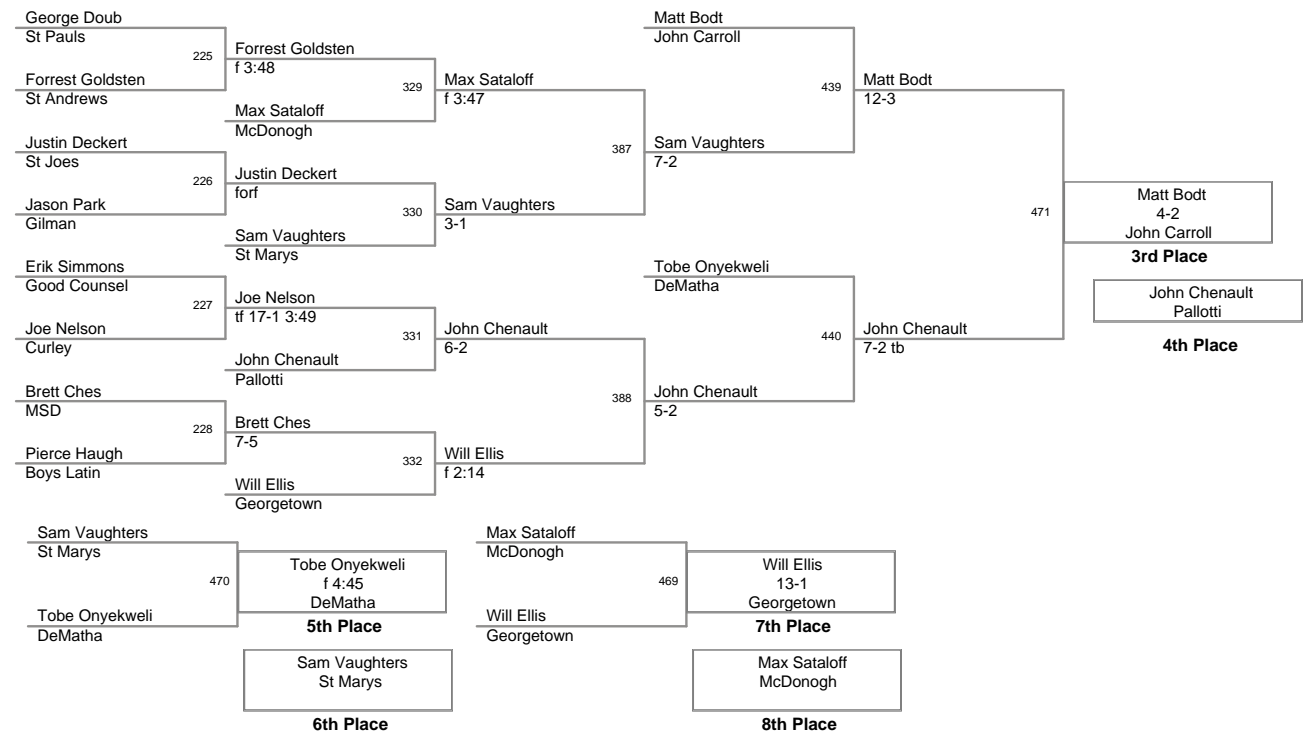 George Doub
St Pauls
225
Forrest Goldsten
St Andrews
Forrest Goldsten
f 3:48
329
Max Sataloff
McDonogh
Justin Deckert
St Joes
226
Jason Park
Gilman
Justin Deckert
forf
330
Sam Vaughters
St Marys
Erik Simmons
Good Counsel
227
Joe Nelson
Curley
Joe Nelson
tf 17-1 3:49
331
John Chenault
Pallotti
Brett Ches
MSD
228
Pierce Haugh
Boys Latin
Brett Ches
7-5
332
Will Ellis
Georgetown
Max Sataloff
f 3:47
387
Sam Vaughters
3-1
John Chenault
6-2
388
Will Ellis
f 2:14
Matt Bodt
John Carroll
439
Sam Vaughters
7-2
Tobe Onyekweli
DeMatha
440
John Chenault
5-2
Matt Bodt
12-3
471
John Chenault
7-2 tb
Matt Bodt
4-2
John Carroll
3rd Place
John Chenault
Pallotti
4th Place
Sam Vaughters
St Marys
470
Tobe Onyekweli
DeMatha
Tobe Onyekweli
f 4:45
DeMatha
5th Place
Sam Vaughters
St Marys
6th Place
Max Sataloff
McDonogh
469
Will Ellis
Georgetown
Will Ellis
13-1
Georgetown
7th Place
Max Sataloff
McDonogh
8th Place